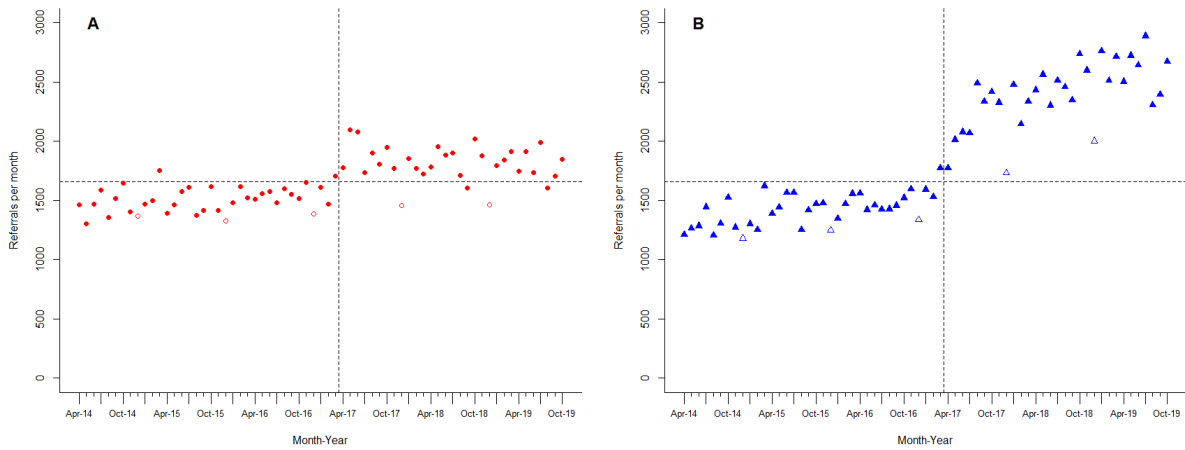 A
Referrals per month
3000
2500
2000
1500
1000
500
0
Apr-14 Oct-14 Apr-15 Oct-15 Apr-16 Oct-16 Apr-17 Oct-17 Apr-18 Oct-18 Apr-19 Oct-19
Month-Year
B
Referrals per month
3000
2500
2000
1500
1000
500
0
Apr-14 Oct-14 Apr-15 Oct-15 Apr-16 Oct-16 Apr-17 Oct-17 Apr-18 Oct-18 Apr-19 Oct-19
Month-Year